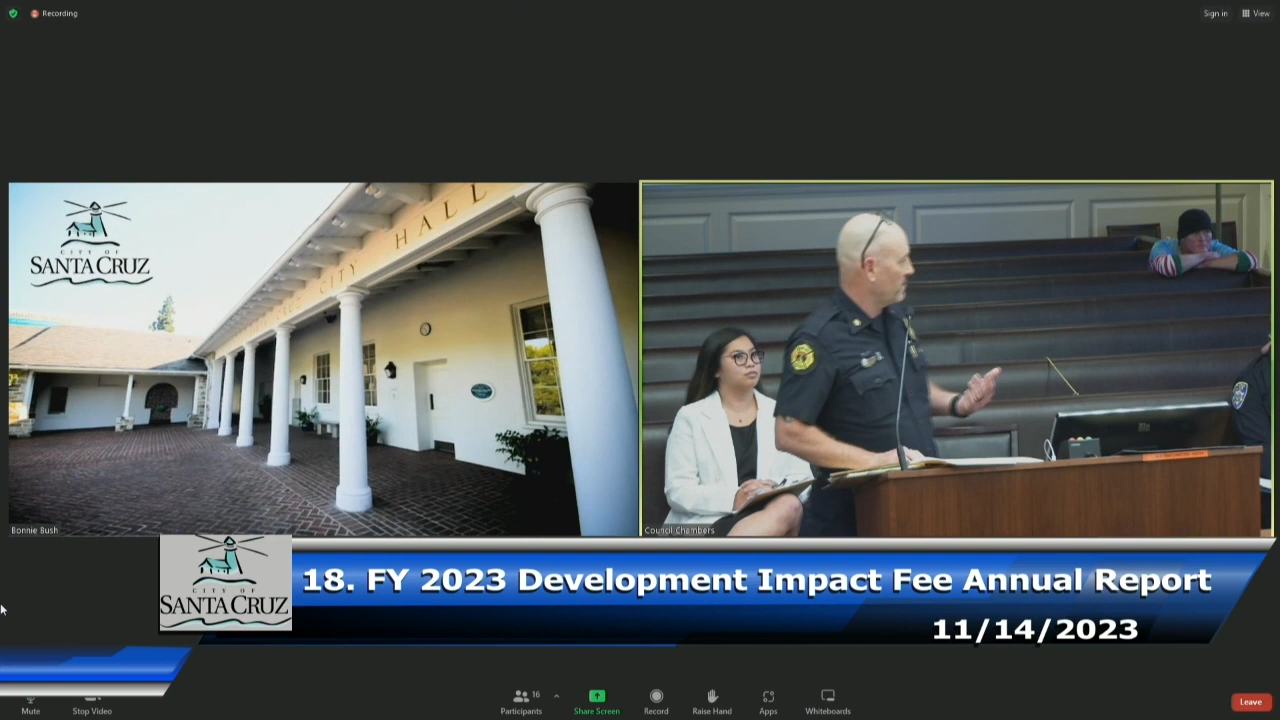 Recording
Sign in
View
CITY OF
SANTA CRUZ
CITY HALL
Bonnie Bush
Council Chambers
CITY OF
SANTA CRUZ
18. FY 2023 Development Impact Fee Annual Report
11/14/2023
Mute
Stop Video
16
Participants
Share Screen
Record
Raise Hand
Apps
Whiteboards
Leave